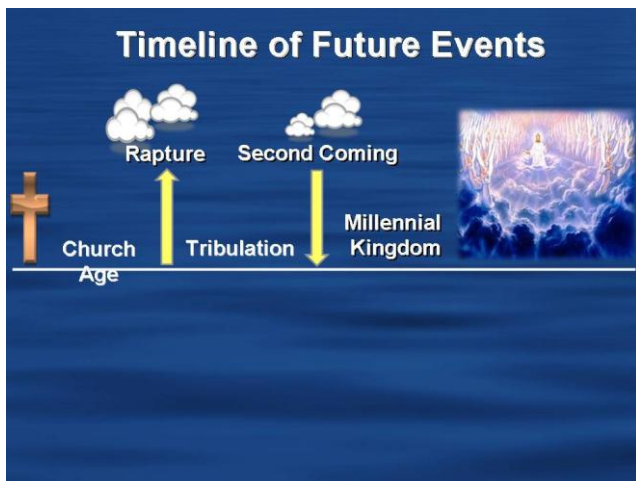 Timeline of Future Events
Rapture
Second Coming
Church
Age
Tribulation
Millennial
Kingdom